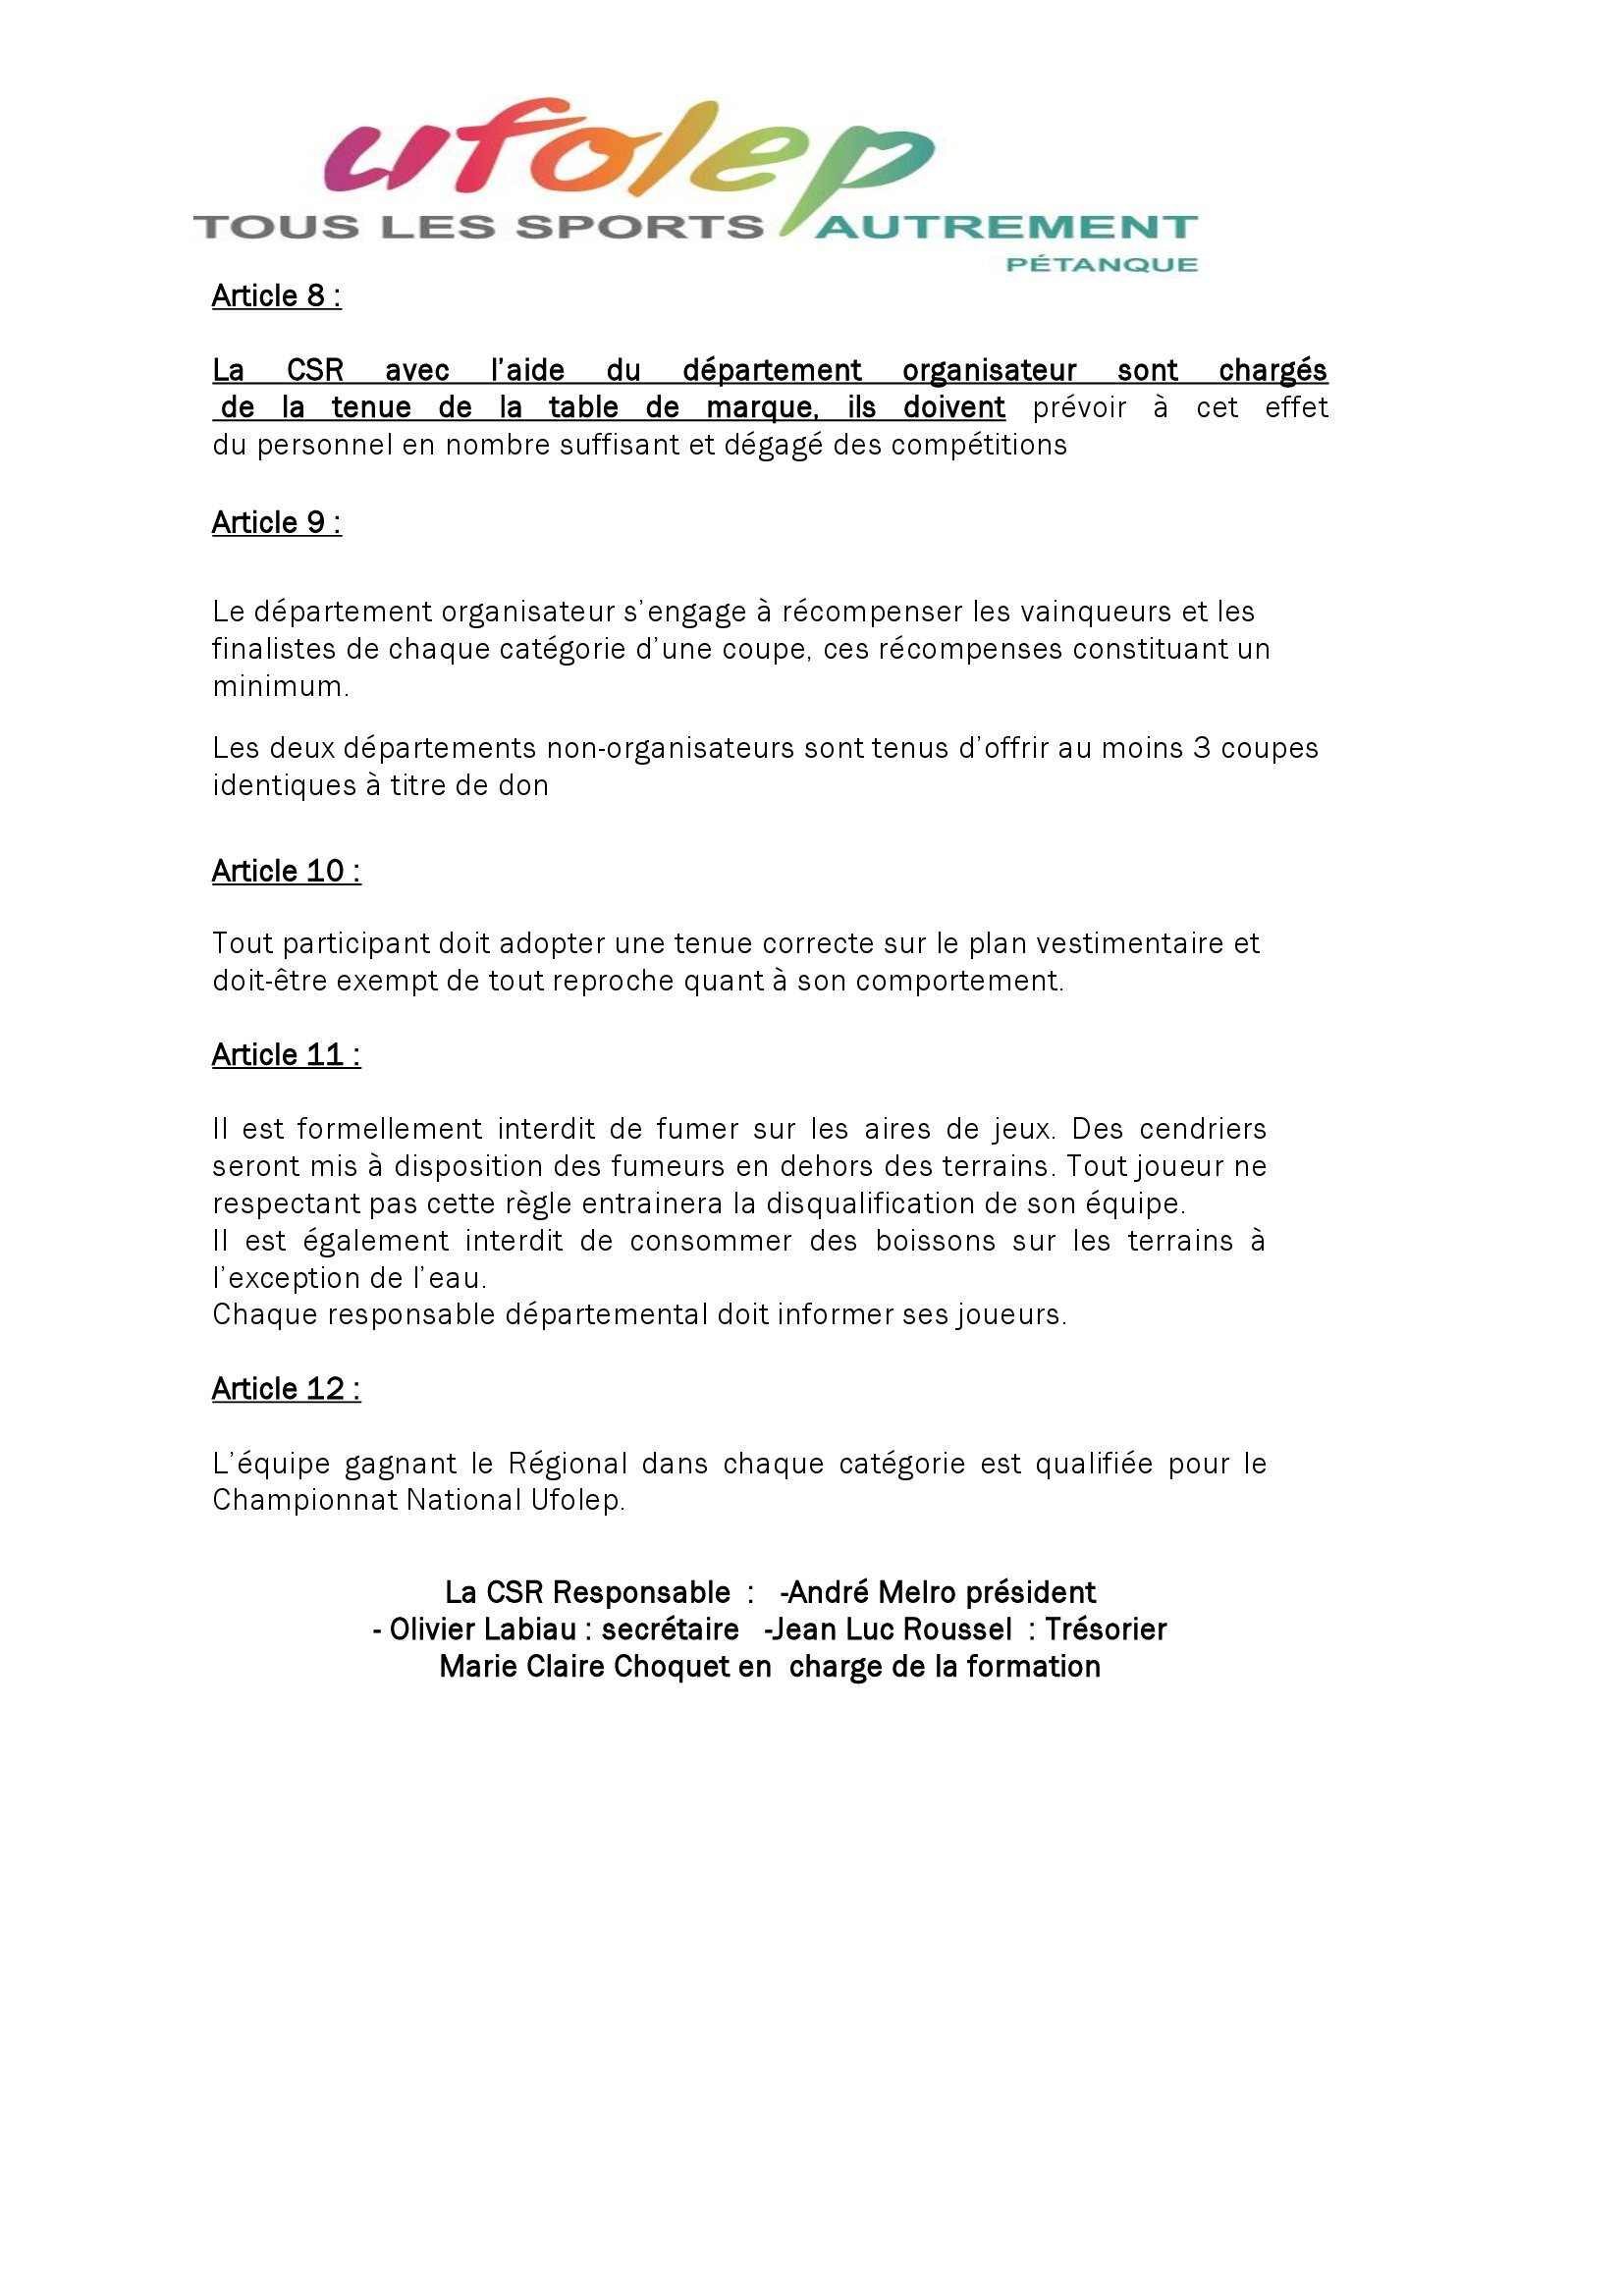 ufolep
TOUS LES SPORTS AUTREMENT
PÉTANQUE
Article 8 :
La CSR avec l’aide du département organisateur sont chargés
de la tenue de la table de marque, ils doivent prévoir à cet effet
du personnel en nombre suffisant et dégagé des compétitions
Article 9 :
Le département organisateur s’engage à récompenser les vainqueurs et les
finalistes de chaque catégorie d’une coupe, ces récompenses constituant un
minimum.
Les deux départements non-organisateurs sont tenus d’offrir au moins 3 coupes
identiques à titre de don
Article 10 :
Tout participant doit adopter une tenue correcte sur le plan vestimentaire et
doit-être exempt de tout reproche quant à son comportement.
Article 11 :
Il est formellement interdit de fumer sur les aires de jeux. Des cendriers
seront mis à disposition des fumeurs en dehors des terrains. Tout joueur ne
respectant pas cette règle entrainera la disqualification de son équipe.
Il est également interdit de consommer des boissons sur les terrains à
l’exception de l’eau.
Chaque responsable départemental doit informer ses joueurs.
Article 12 :
L’équipe gagnant le Régional dans chaque catégorie est qualifiée pour le
Championnat National Ufolep.
La CSR Responsable : -André Melro président
- Olivier Labiau : secrétaire -Jean Luc Roussel : Trésorier
Marie Claire Choquet en charge de la formation